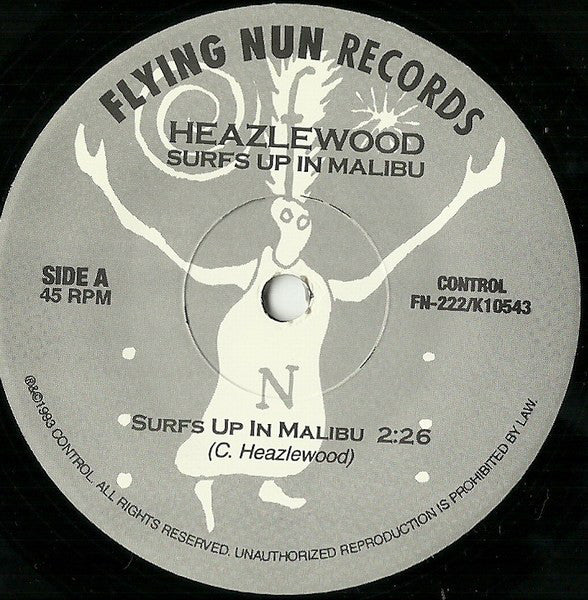 FLYING NUN RECORDS
HEAZLEWOOD
SURFS UP IN MALIBU
SIDE A
45 RPM
CONTROL
FN-222/K10543
N
SURFS UP IN MALIBU 2:26
(C. Heazlewood)
℗&©1993 CONTROL. ALL RIGHTS RESERVED. UNAUTHORIZED REPRODUCTION IS PROHIBITED BY LAW.